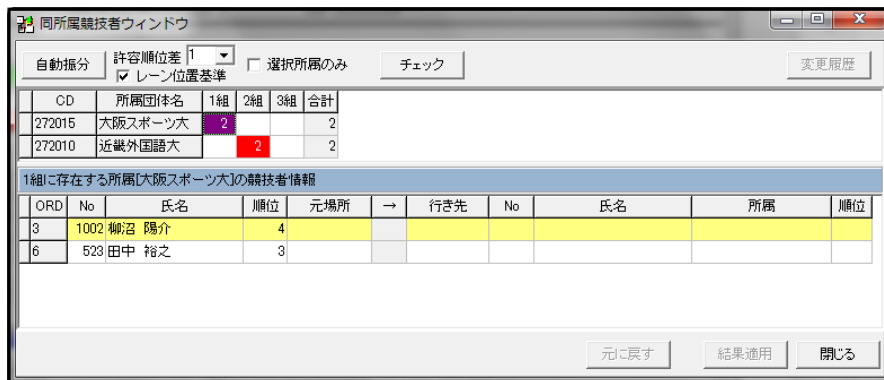 同所属競技者ウィンドウ
自動振分 許容順位差 1 レーン位置基準 選択所属のみ チェック 変更履歴
CD 所属団体名 1組 2組 3組 合計
272015 大阪スポーツ大 2 2
272010 近畿外国語大 2 2
1組に存在する所属[大阪スポーツ大]の競技者情報
ORD No 氏名 順位 元場所 → 行き先 No 氏名 所属 順位
3 1002 柳沼 陽介 4
6 523 田中 裕之 3
元に戻す 結果適用 閉じる